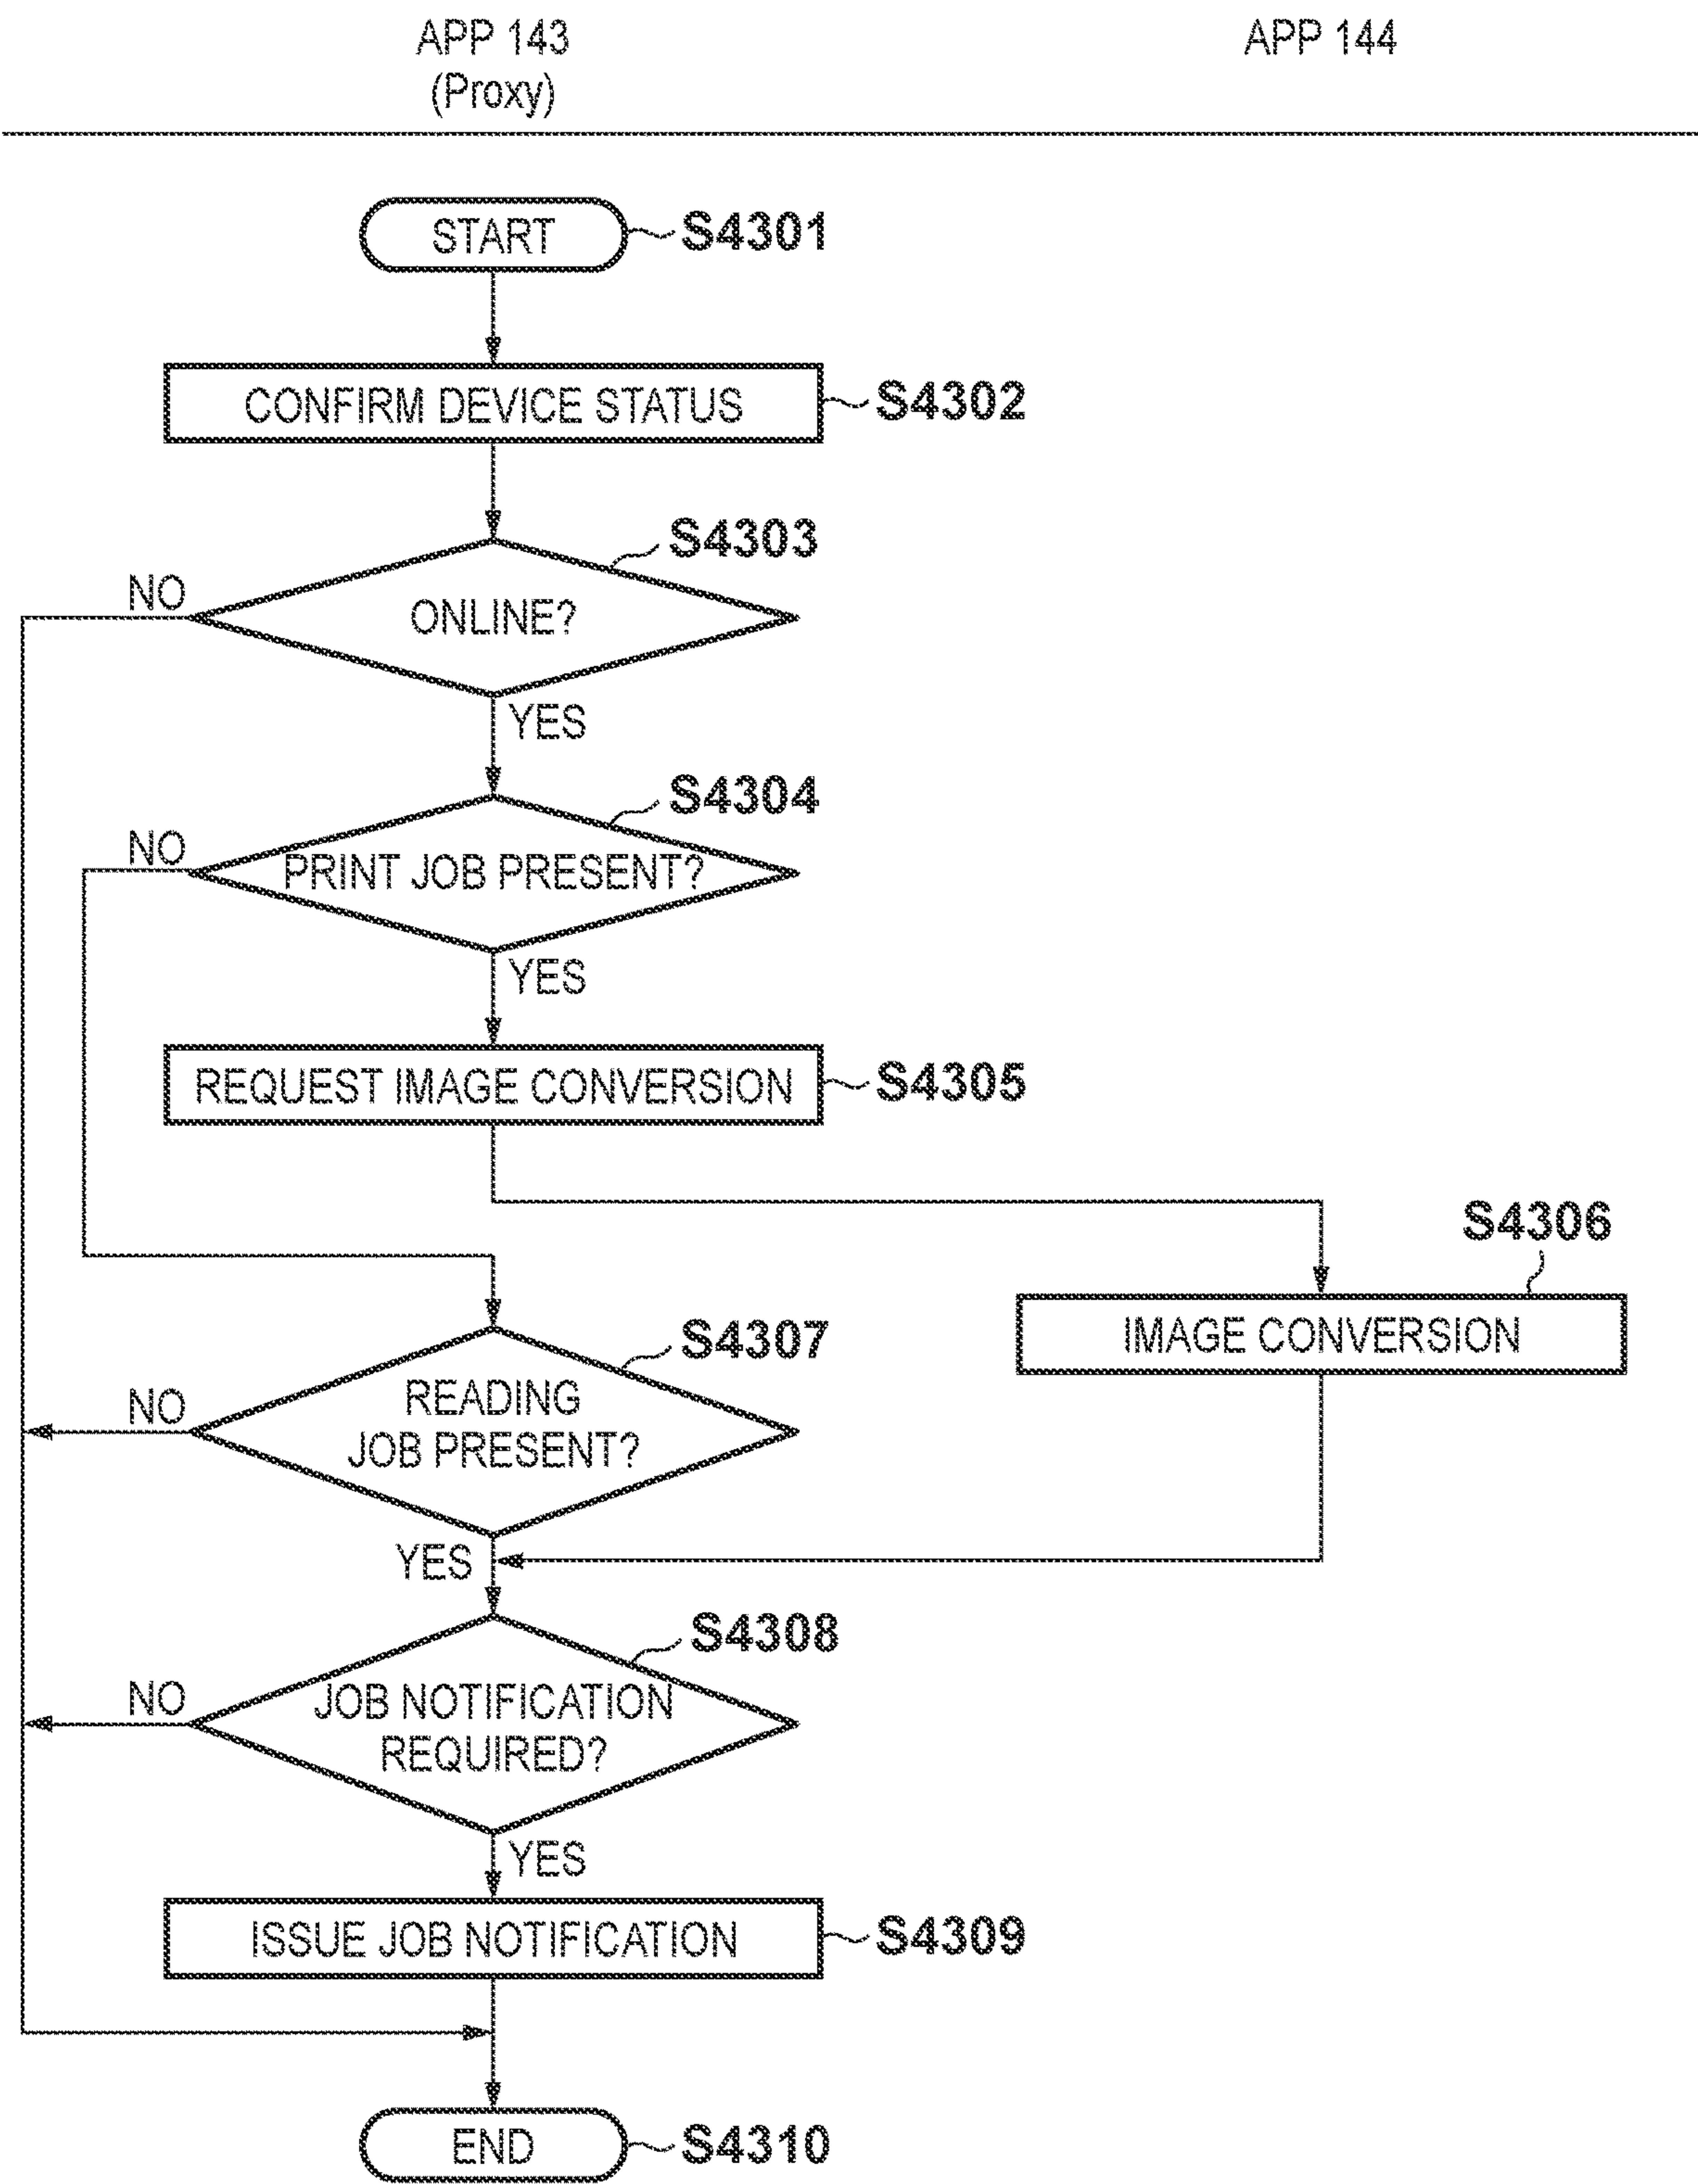 APP 143
(Proxy)
APP 144
START
S4301
CONFIRM DEVICE STATUS
S4302
S4303
NO
ONLINE?
YES
S4304
NO
PRINT JOB PRESENT?
YES
REQUEST IMAGE CONVERSION
S4305
S4306
IMAGE CONVERSION
S4307
NO
READING
JOB PRESENT?
YES
S4308
NO
JOB NOTIFICATION
REQUIRED?
YES
ISSUE JOB NOTIFICATION
S4309
END
S4310